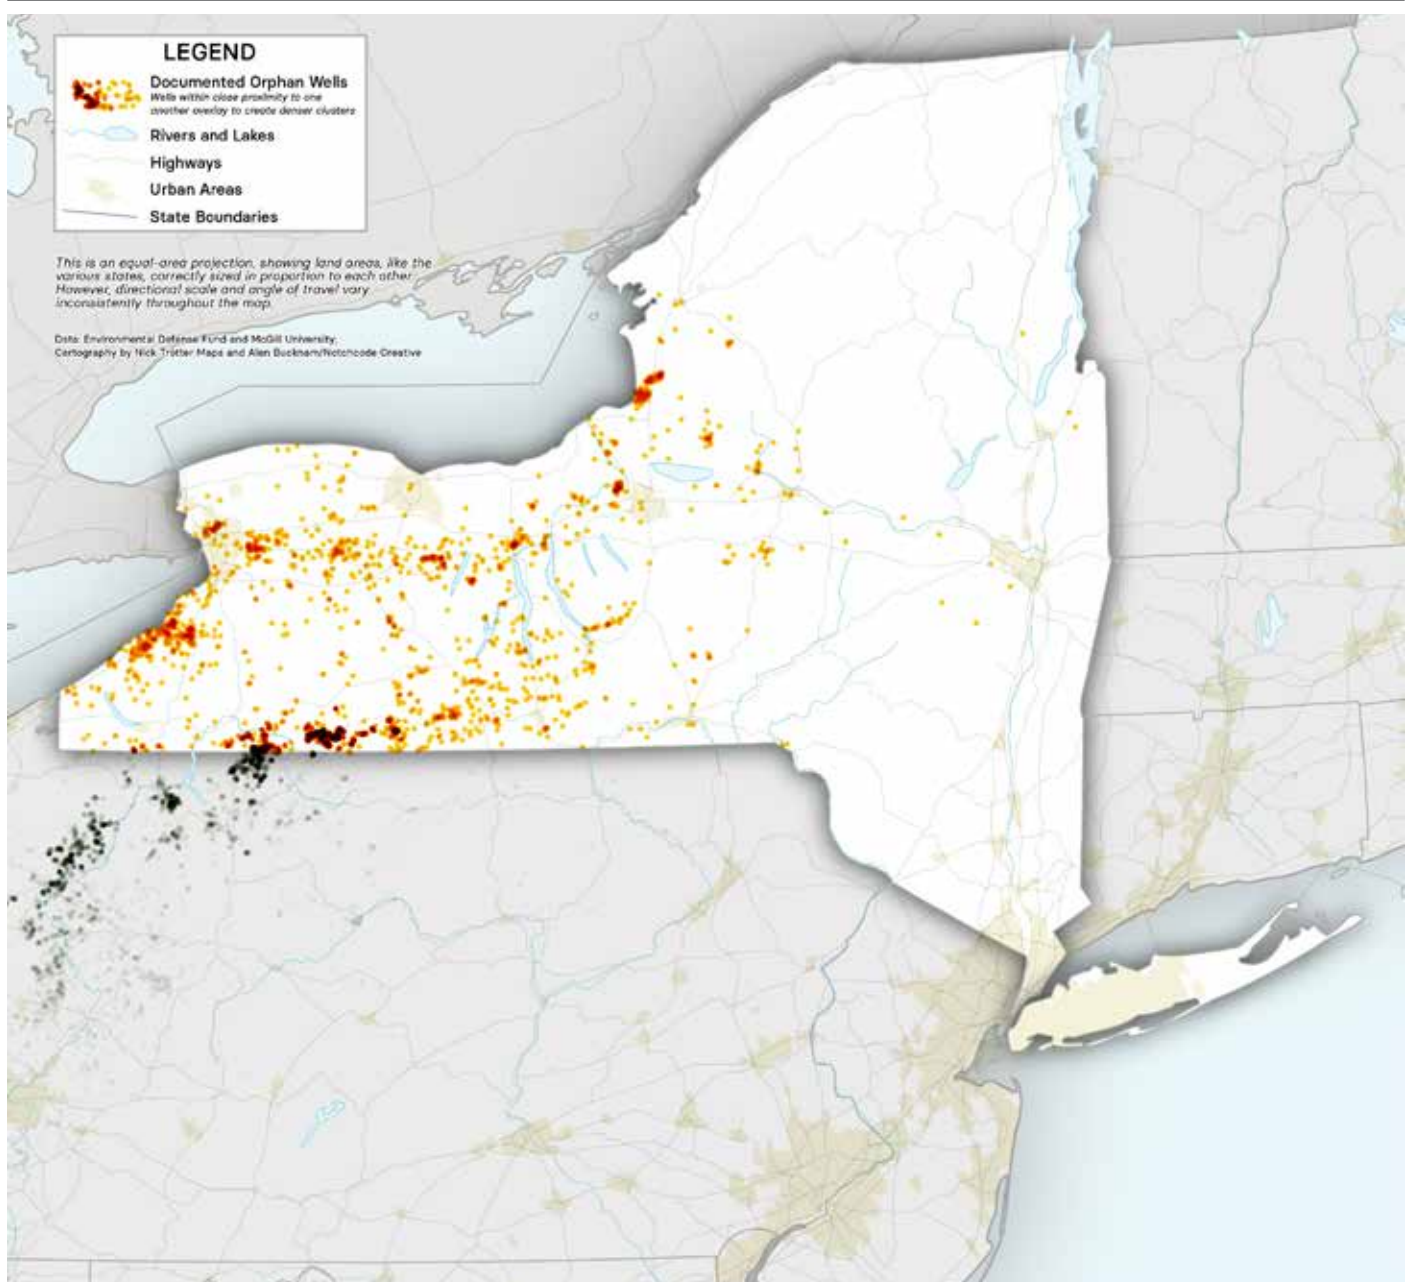 LEGEND
Documented Orphan Wells
Wells within close proximity to one
another overlay to create denser clusters
Rivers and Lakes
Highways
Urban Areas
State Boundaries
This is an equal-area projection, showing land areas, like the
various states, correctly sized in proportion to each other.
However, directional scale and angle of travel vary
inconsistently throughout the map.
Data: Environmental Defense Fund and McGill University;
Cartography by Nick Trotter Maps and Alen Bucknam/Notchcode Creative